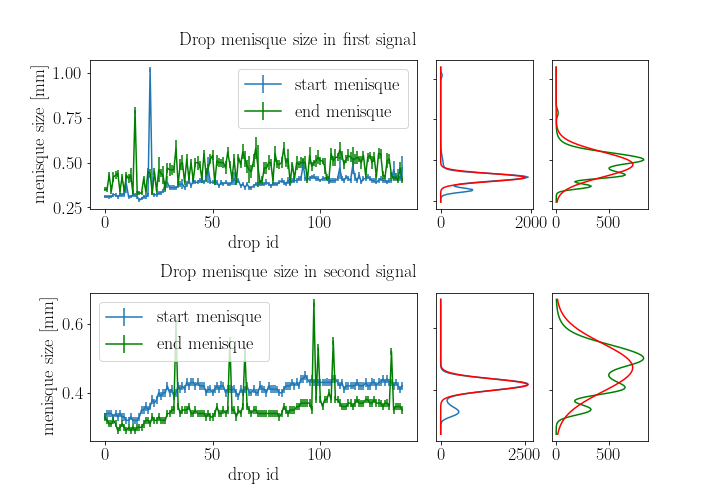 Drop menisque size in first signal
menisque size [mm]
1.00
0.75
0.50
0.25
start menisque
end menisque
0 50 100
drop id
0 2000
0 500
Drop menisque size in second signal
menisque size [mm]
0.6
0.4
start menisque
end menisque
0 50 100
drop id
0 2500
0 500